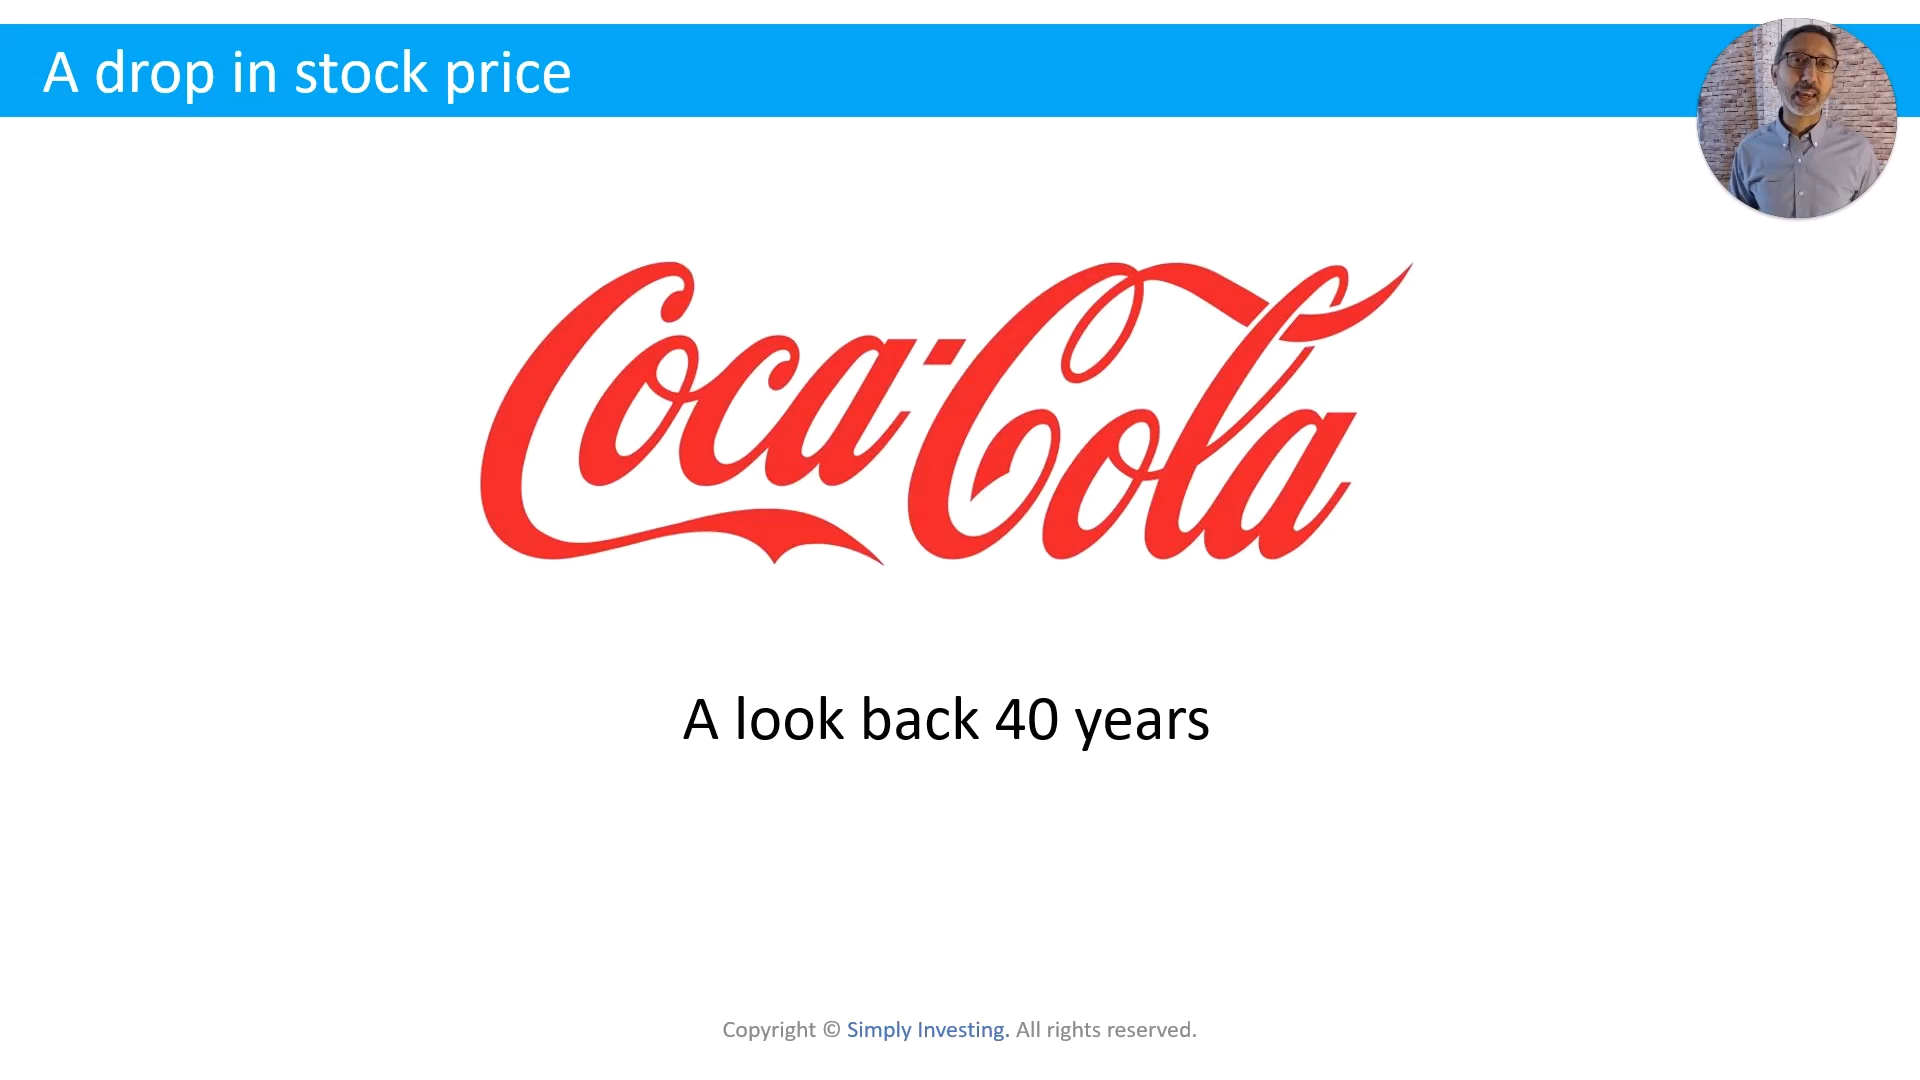 A drop in stock price
Coca-Cola
A look back 40 years
Copyright © Simply Investing. All rights reserved.